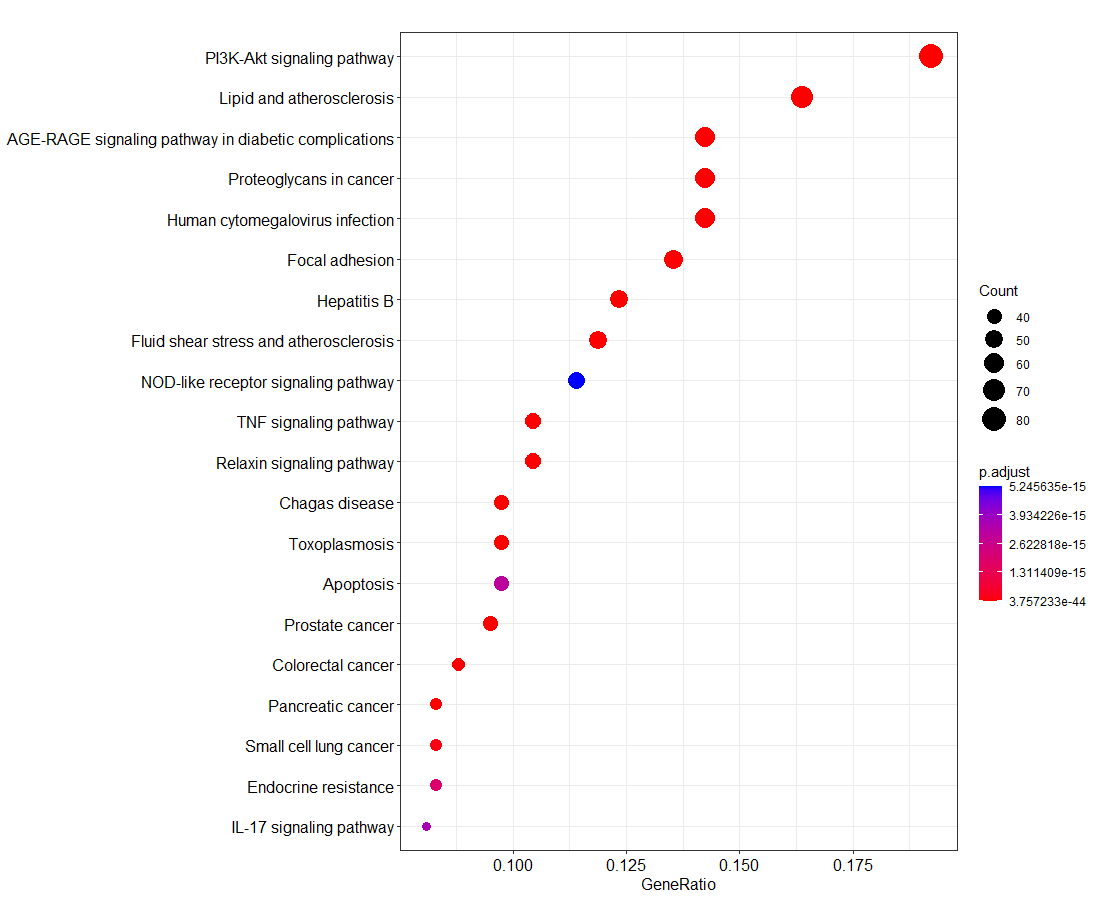 PI3K-Akt signaling pathway
Lipid and atherosclerosis
AGE-RAGE signaling pathway in diabetic complications
Proteoglycans in cancer
Human cytomegalovirus infection
Focal adhesion
Hepatitis B
Fluid shear stress and atherosclerosis
NOD-like receptor signaling pathway
TNF signaling pathway
Relaxin signaling pathway
Chagas disease
Toxoplasmosis
Apoptosis
Prostate cancer
Colorectal cancer
Pancreatic cancer
Small cell lung cancer
Endocrine resistance
IL-17 signaling pathway
0.100 0.125 0.150 0.175
GeneRatio
Count
40
50
60
70
80
p.adjust
5.245635e-15
3.934226e-15
2.622818e-15
1.311409e-15
3.757233e-44